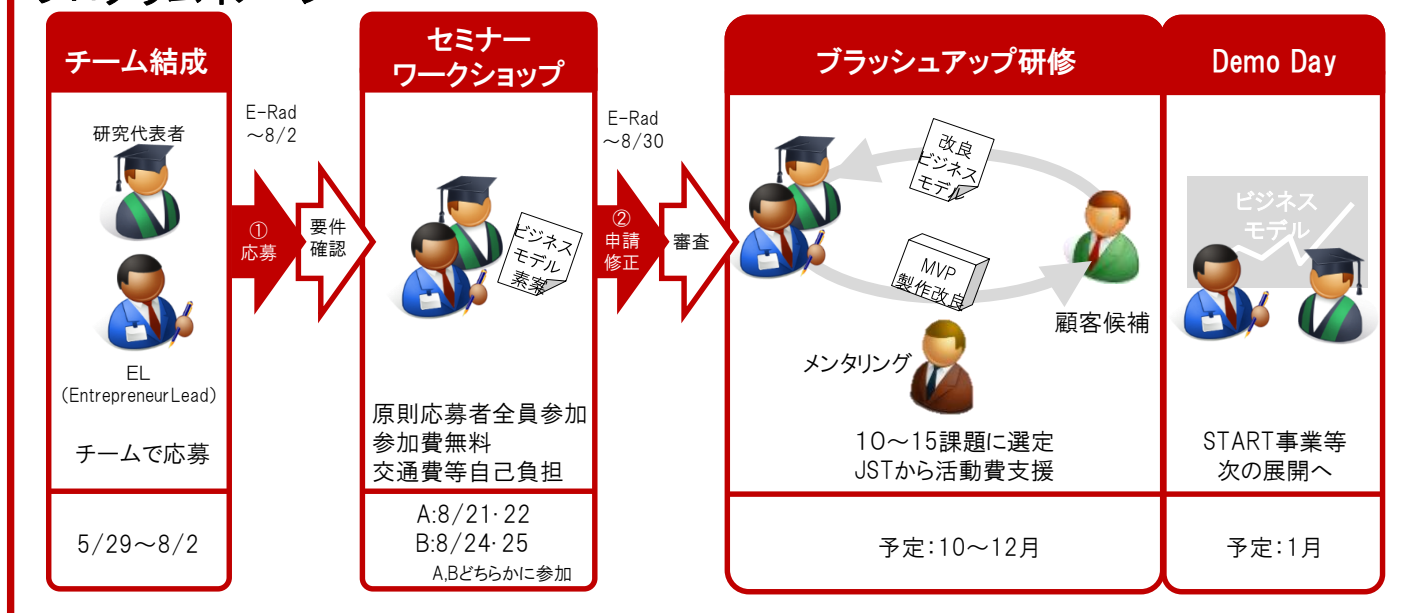 チーム結成
研究代表者
EL
(EntrepreneurLead)
チームで応募
5/29～8/2
E-Rad
～8/2
①
応募
要件
確認
セミナー
ワークショップ
ビジネス
モデル
素案
原則応募者全員参加
参加費無料
交通費等自己負担
A:8/21·22
B:8/24·25
A,Bどちらかに参加
E-Rad
～8/30
②
申請
修正
審査
ブラッシュアップ研修
改良
ビジネス
モデル
MVP
製作改良
顧客候補
メンタリング
10～15課題に選定
JSTから活動費支援
予定:10～12月
Demo Day
ビジネス
モデル
START事業等
次の展開へ
予定:1月